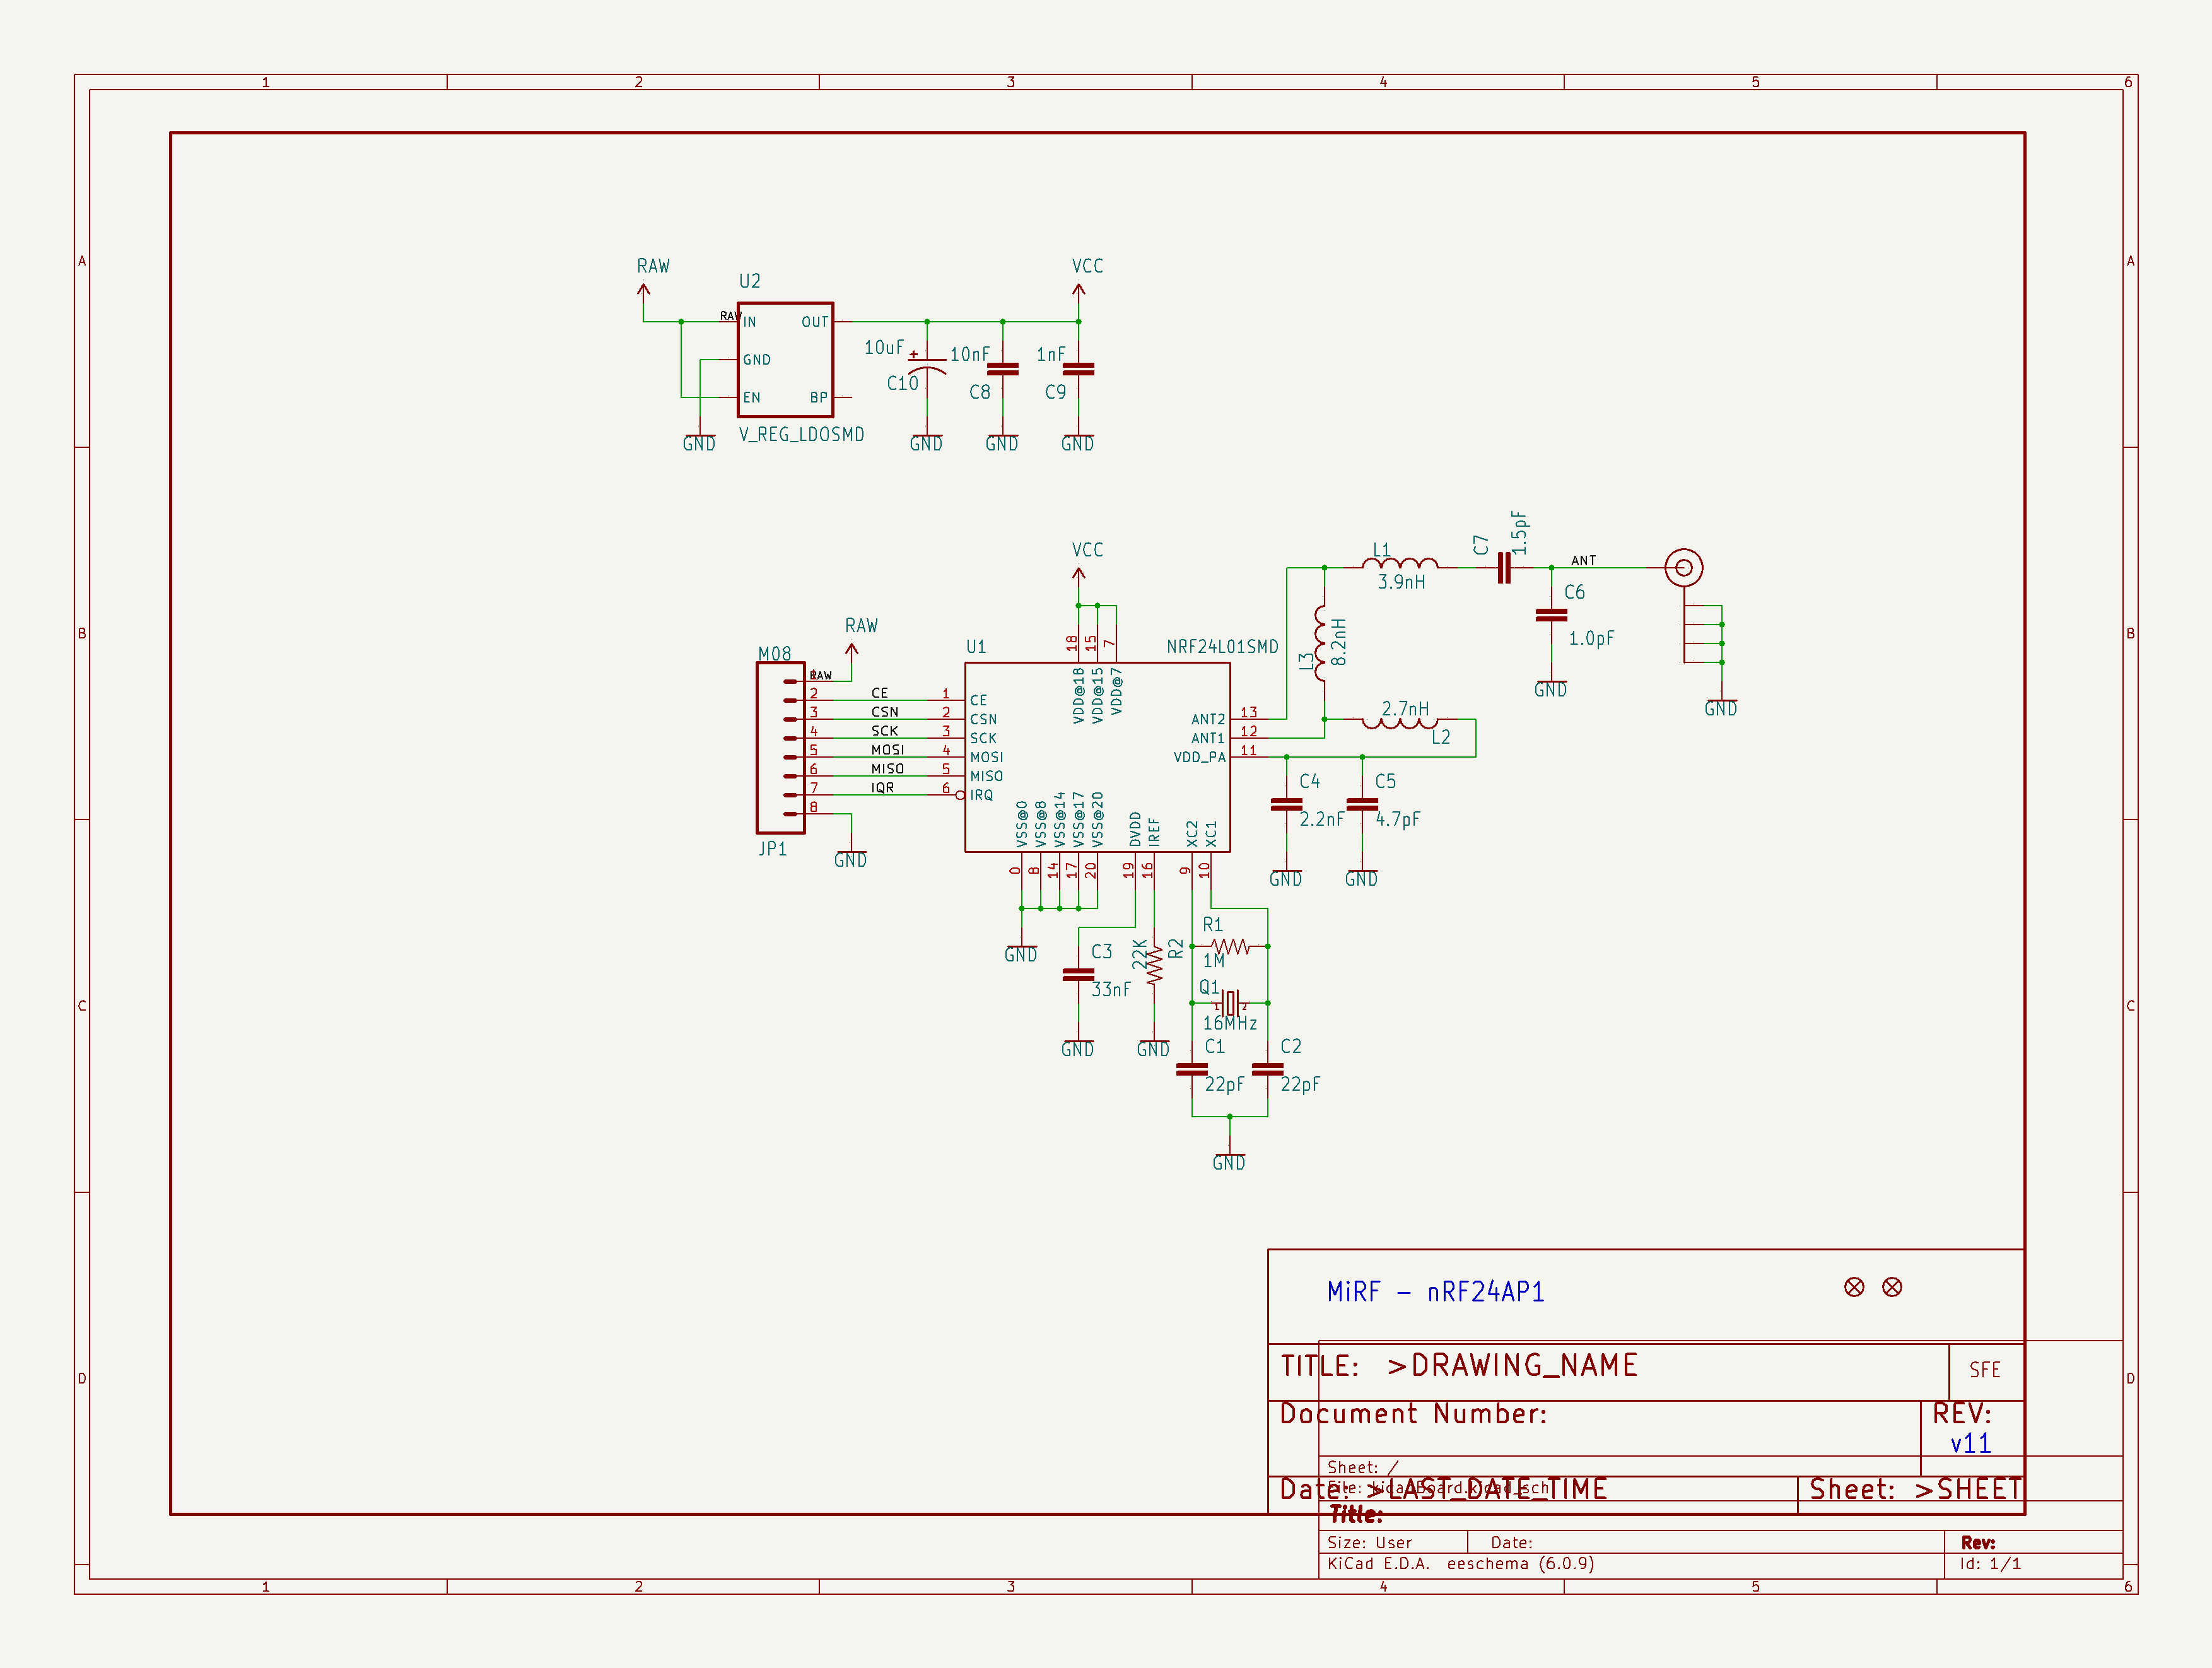 1 2 3 4 5 6
A A
RAW VCC
U2
RAW IN OUT
GND
EN BP
10uF 10nF 1nF
C10 C8 C9
V_REG_LDOSMD
GND GND GND GND
VCC
B B
RAW
M08
JP1
RAW
1
2 CE 1 CE
3 CSN 2 CSN
4 SCK 3 SCK
5 MOSI 4 MOSI
6 MISO 5 MISO
7 IQR 6 IRQ
8
GND
U1 NRF24L01SMD
18 15 7
VDD@18 VDD@15 VDD@7
ANT2 13
ANT1 12
VDD_PA 11
VSS@0 VSS@8 VSS@14 VSS@17 VSS@20 DVDD IREF XC2 XC1
0 8 14 17 20 19 16 9 10
L1
3.9nH
C7
1.5pF
ANT
C6
1.0pF
GND
GND
L3
8.2nH
2.7nH
L2
C4
2.2nF
C5
4.7pF
GND GND
C C
GND
C3
33nF
GND
22K
R2
GND
R1
1M
Q1
1 2
16MHz
C1
22pF
C2
22pF
GND
D D
MiRF - nRF24AP1
TITLE: >DRAWING_NAME
SFE
Document Number:
REV:
v11
Date: >LAST_DATE_TIME
Sheet: >SHEET
Sheet: /
File: kicadBoard.kicad_sch
Title:
Size: User Date: Rev:
KiCad E.D.A. eeschema (6.0.9) Id: 1/1
1 2 3 4 5 6